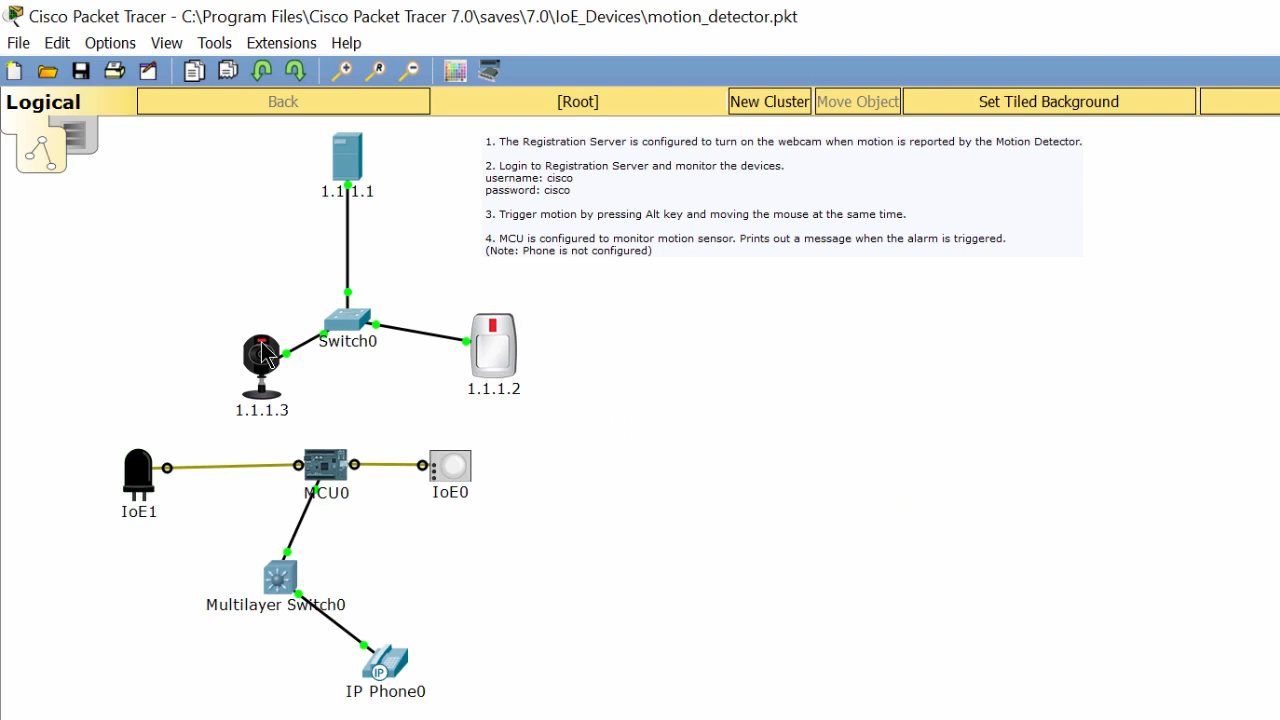 Cisco Packet Tracer - C:\Program Files\Cisco Packet Tracer 7.0\saves\7.0\IoE_Devices\motion_detector.pkt
File Edit Options View Tools Extensions Help
Logical Back [Root] New Cluster Move Object Set Tiled Background
1. The Registration Server is configured to turn on the webcam when motion is reported by the Motion Detector.
2. Login to Registration Server and monitor the devices.
username: cisco
password: cisco
3. Trigger motion by pressing Alt key and moving the mouse at the same time.
4. MCU is configured to monitor motion sensor. Prints out a message when the alarm is triggered.
(Note: Phone is not configured)
1.1.1.1
Switch0
1.1.1.2
1.1.1.3
MCU0
IoE0
IoE1
Multilayer Switch0
IP
IP Phone0